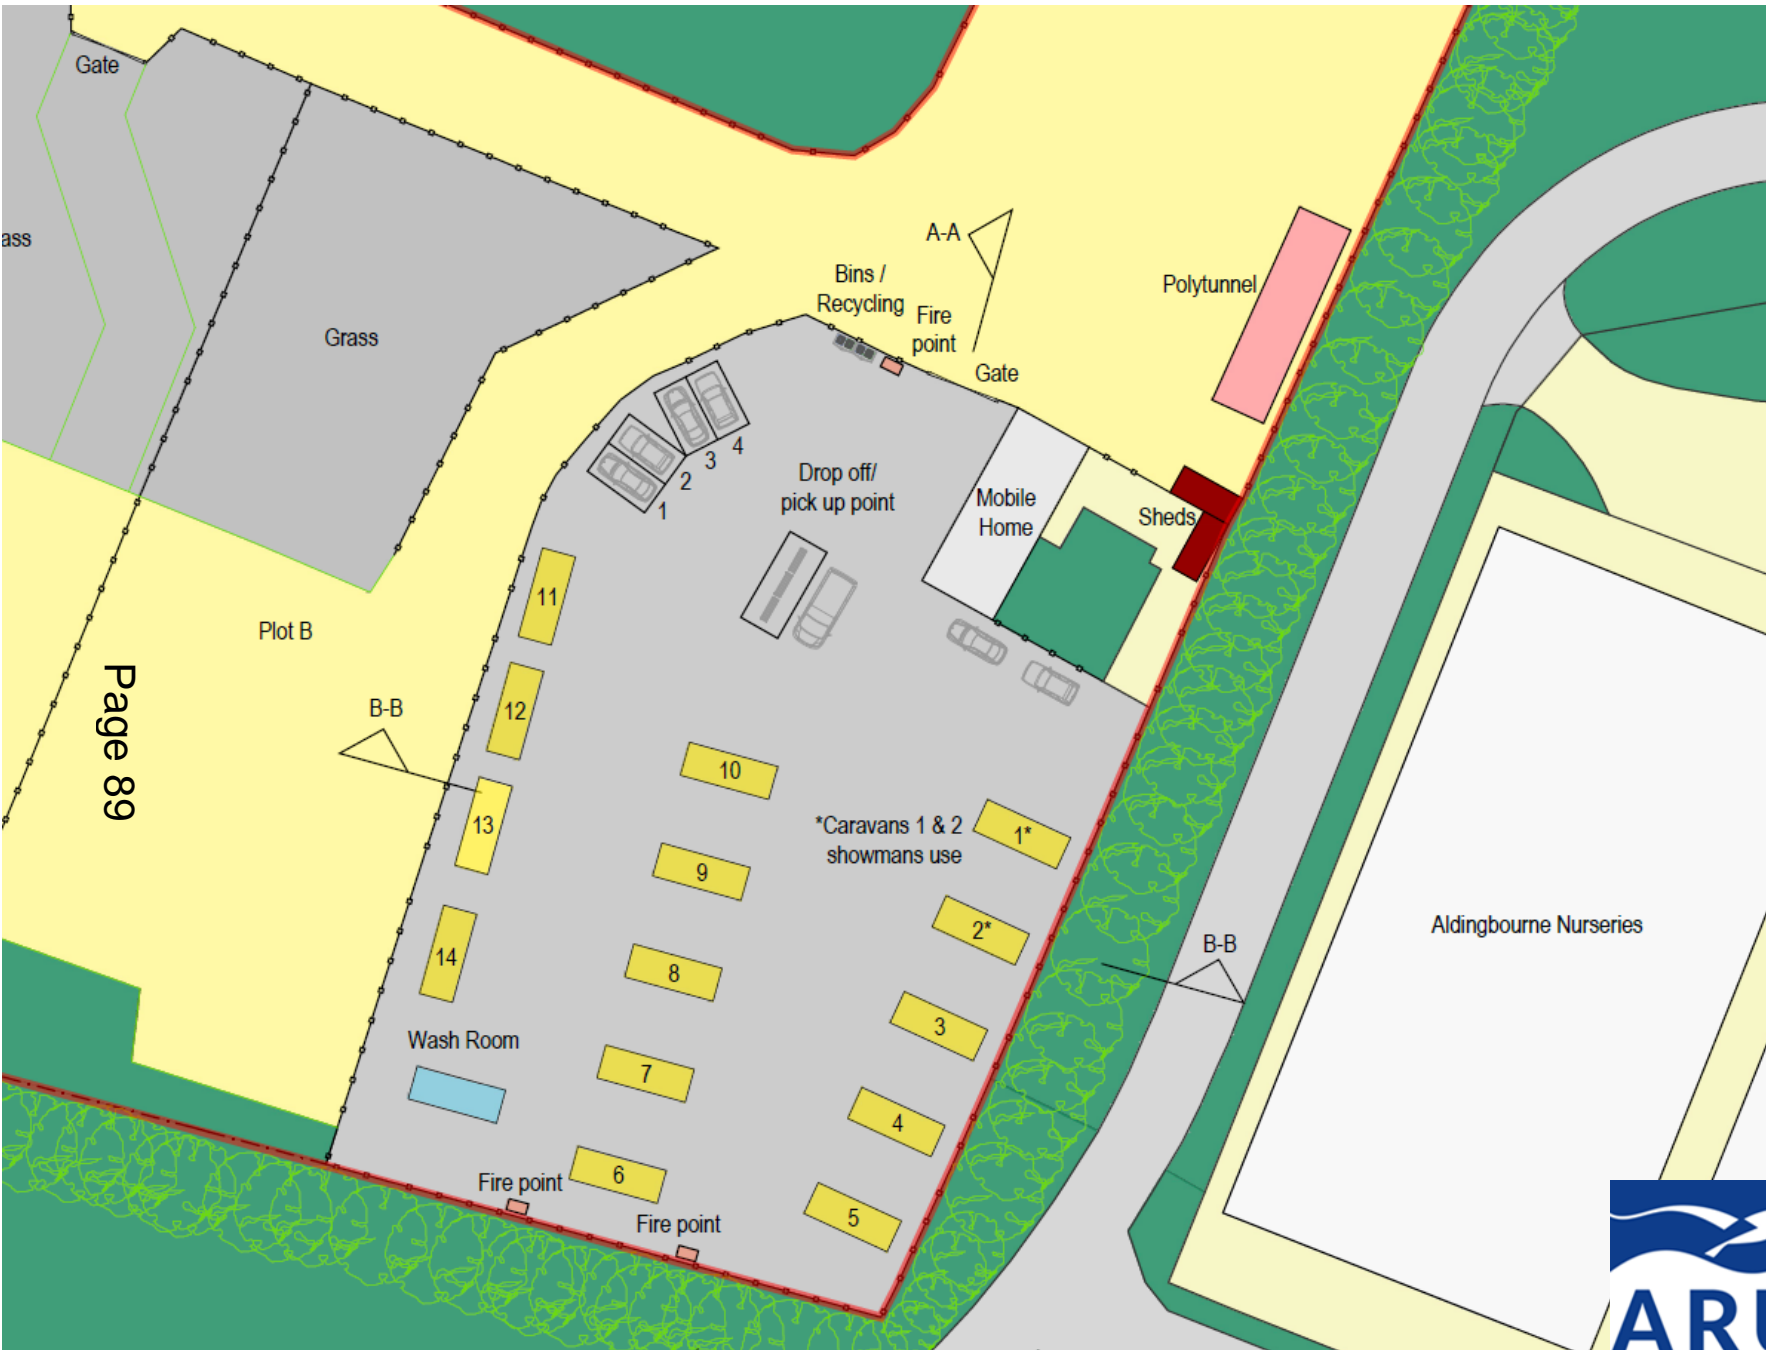 Gate
ass
Grass
A-A
Bins /
Recycling
Fire
point
Gate
Polytunnel
Drop off/
pick up point
Mobile
Home
Sheds
1
2
3
4
Plot B
Page 89
B-B
11
12
13
14
10
9
8
7
6
*Caravans 1 & 2
showmans use
1*
2*
3
4
5
B-B
Aldingbourne Nurseries
Wash Room
Fire point
Fire point
ARU